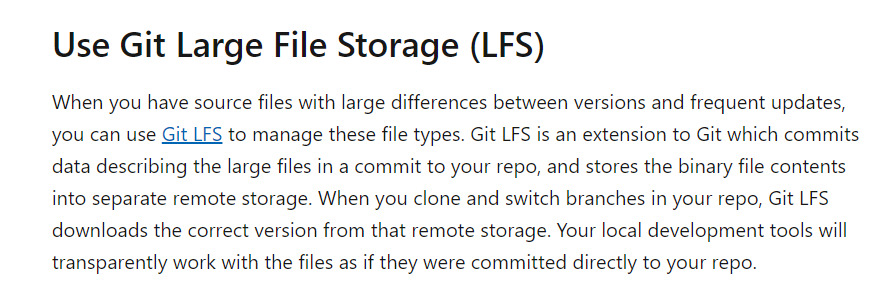 Use Git Large File Storage (LFS)
When you have source files with large differences between versions and frequent updates,
you can use Git LFS to manage these file types. Git LFS is an extension to Git which commits
data describing the large files in a commit to your repo, and stores the binary file contents
into separate remote storage. When you clone and switch branches in your repo, Git LFS
downloads the correct version from that remote storage. Your local development tools will
transparently work with the files as if they were committed directly to your repo.